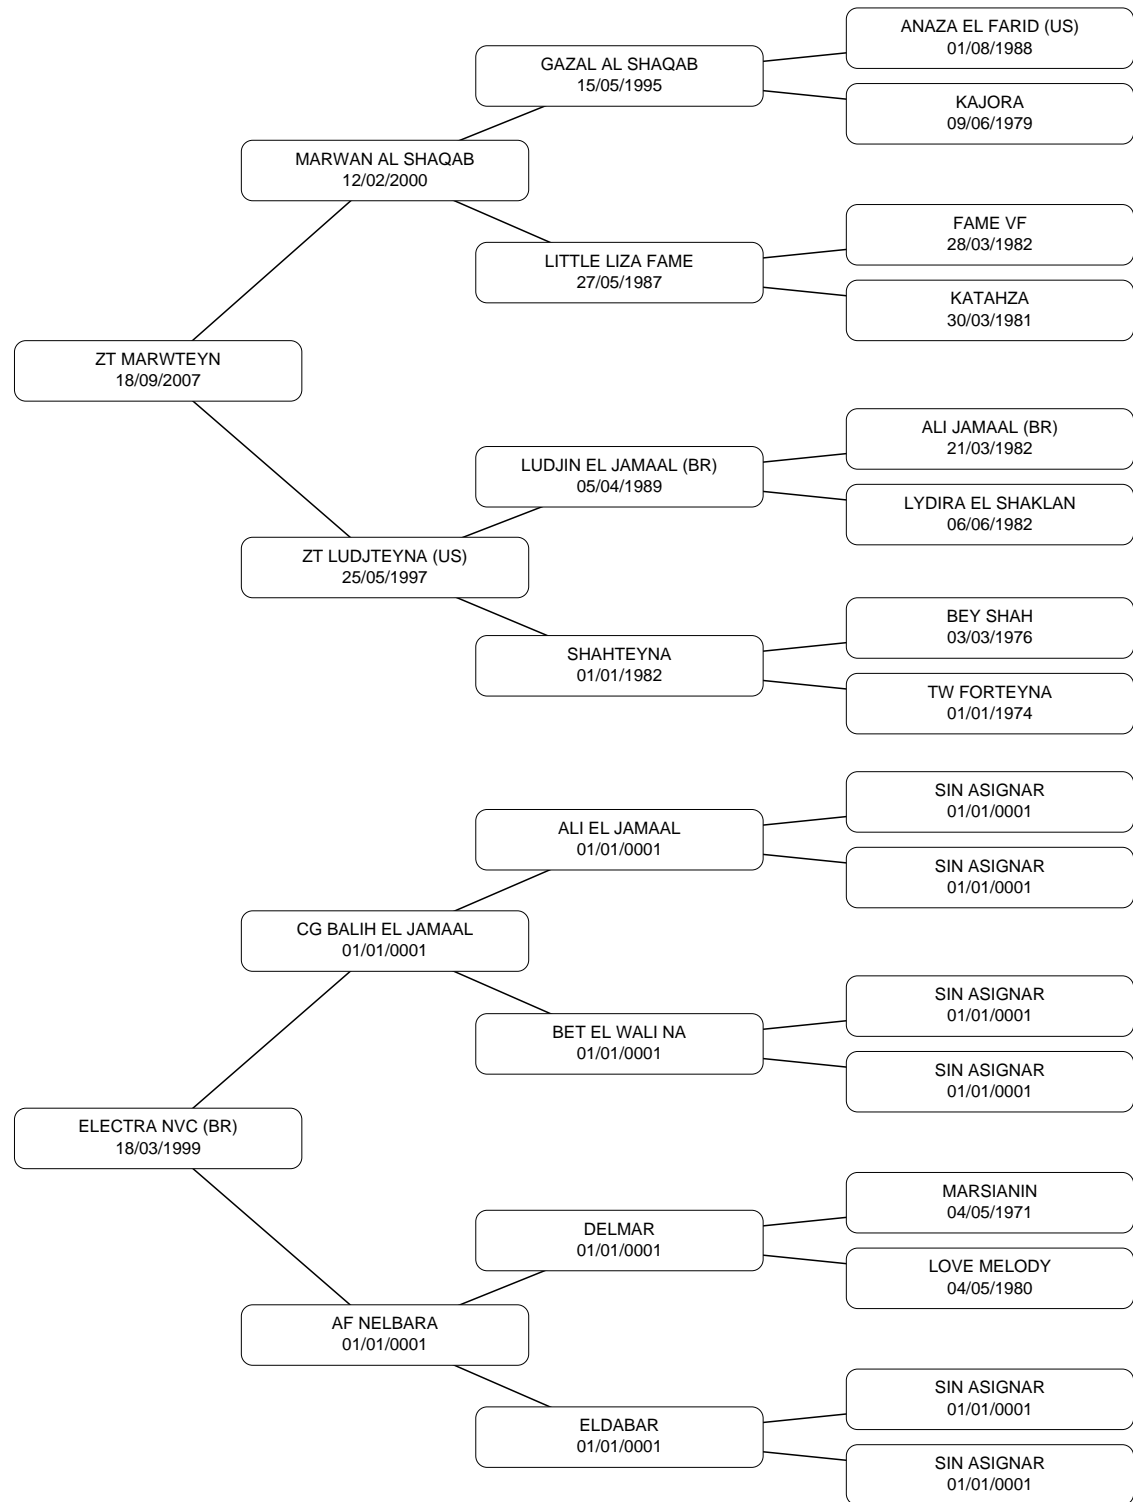 ANAZA EL FARID (US)
01/08/1988
GAZAL AL SHAQAB
15/05/1995
KAJORA
09/06/1979
MARWAN AL SHAQAB
12/02/2000
FAME VF
28/03/1982
LITTLE LIZA FAME
27/05/1987
KATAHZA
30/03/1981
ZT MARWTEYN
18/09/2007
ALI JAMAAL (BR)
21/03/1982
LUDJIN EL JAMAAL (BR)
05/04/1989
LYDIRA EL SHAKLAN
06/06/1982
ZT LUDJTEYNA (US)
25/05/1997
BEY SHAH
03/03/1976
SHAHTEYNA
01/01/1982
TW FORTEYNA
01/01/1974
SIN ASIGNAR
01/01/0001
ALI EL JAMAAL
01/01/0001
SIN ASIGNAR
01/01/0001
CG BALIH EL JAMAAL
01/01/0001
SIN ASIGNAR
01/01/0001
BET EL WALI NA
01/01/0001
SIN ASIGNAR
01/01/0001
ELECTRA NVC (BR)
18/03/1999
MARSIANIN
04/05/1971
DELMAR
01/01/0001
LOVE MELODY
04/05/1980
AF NELBARA
01/01/0001
SIN ASIGNAR
01/01/0001
ELDABAR
01/01/0001
SIN ASIGNAR
01/01/0001